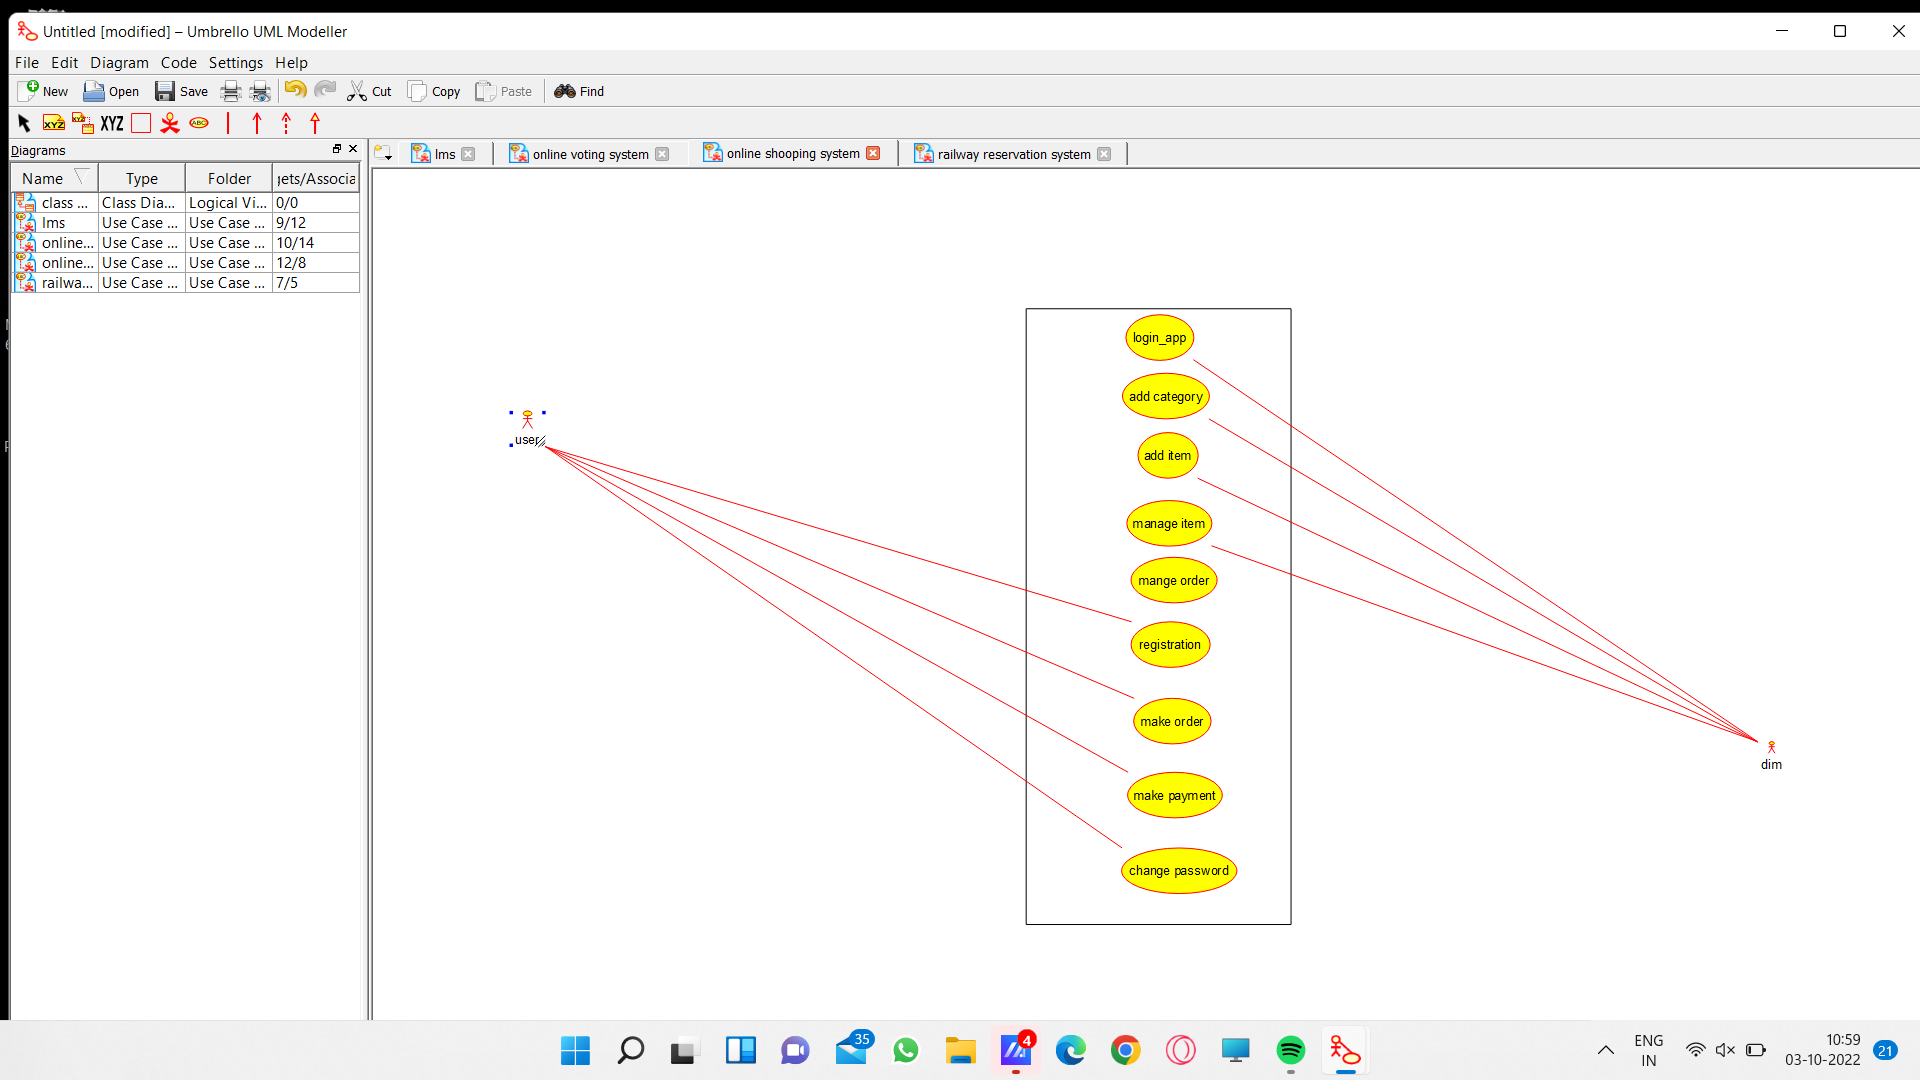 Untitled [modified] – Umbrello UML Modeller
File Edit Diagram Code Settings Help
New Open Save Cut Copy Paste Find
XYZ XYZ XYZ ABC
Diagrams
lms online voting system online shooping system railway reservation system
Name Type Folder gets/Associa
class ... Class Dia... Logical Vi... 0/0
lms Use Case ... Use Case ... 9/12
online... Use Case ... Use Case ... 10/14
online... Use Case ... Use Case ... 12/8
railwa... Use Case ... Use Case ... 7/5
login_app
add category
add item
user
manage item
mange order
registration
make order
dim
make payment
change password
35
4
ENG
IN
10:59
03-10-2022
21